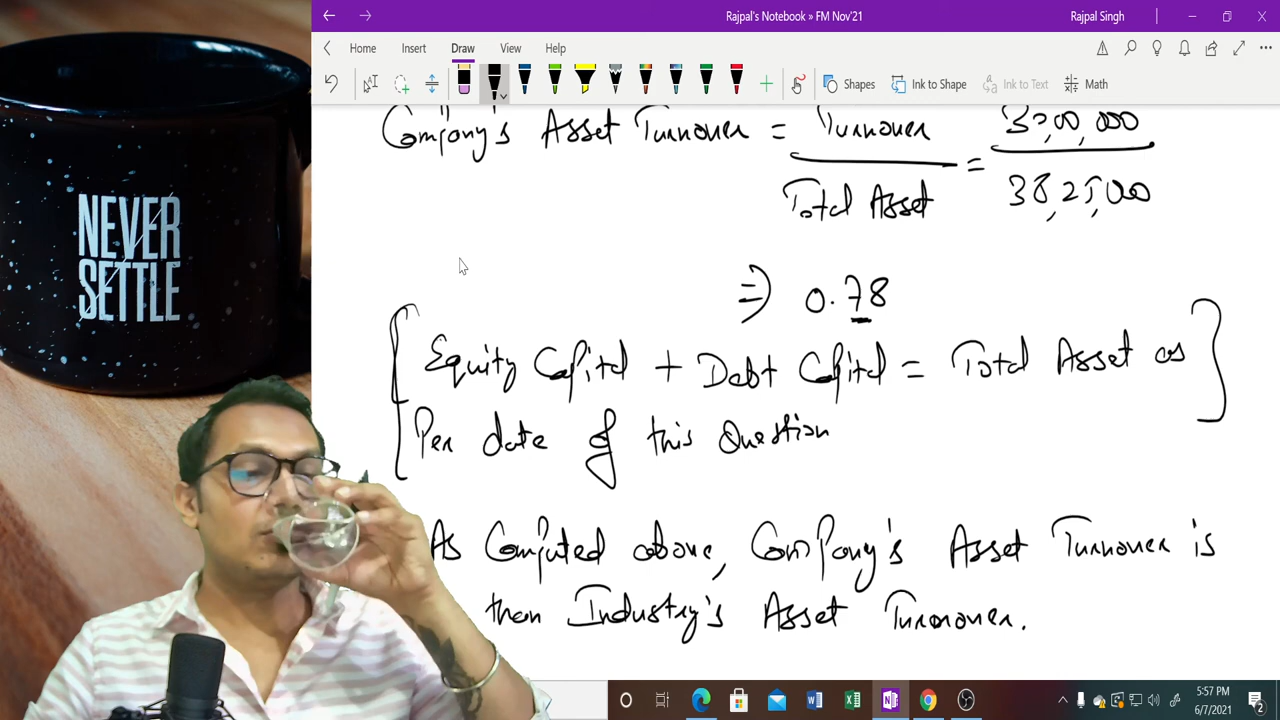 Rajpal's Notebook » FM Nov'21
Rajpal Singh
Home Insert Draw View Help
Shapes Ink to Shape Ink to Text Math
Company's Asset Turnover = Turnover = 30,00,000
Total Asset 38,25,000
NEVER
SETTLE
⇒ 0.78
[Equity Capital + Debt Capital = Total Asset as
Per date of this Question]
As Computed above, Company's Asset Turnover is
than Industry's Asset Turnover.
5:57 PM
6/7/2021
2